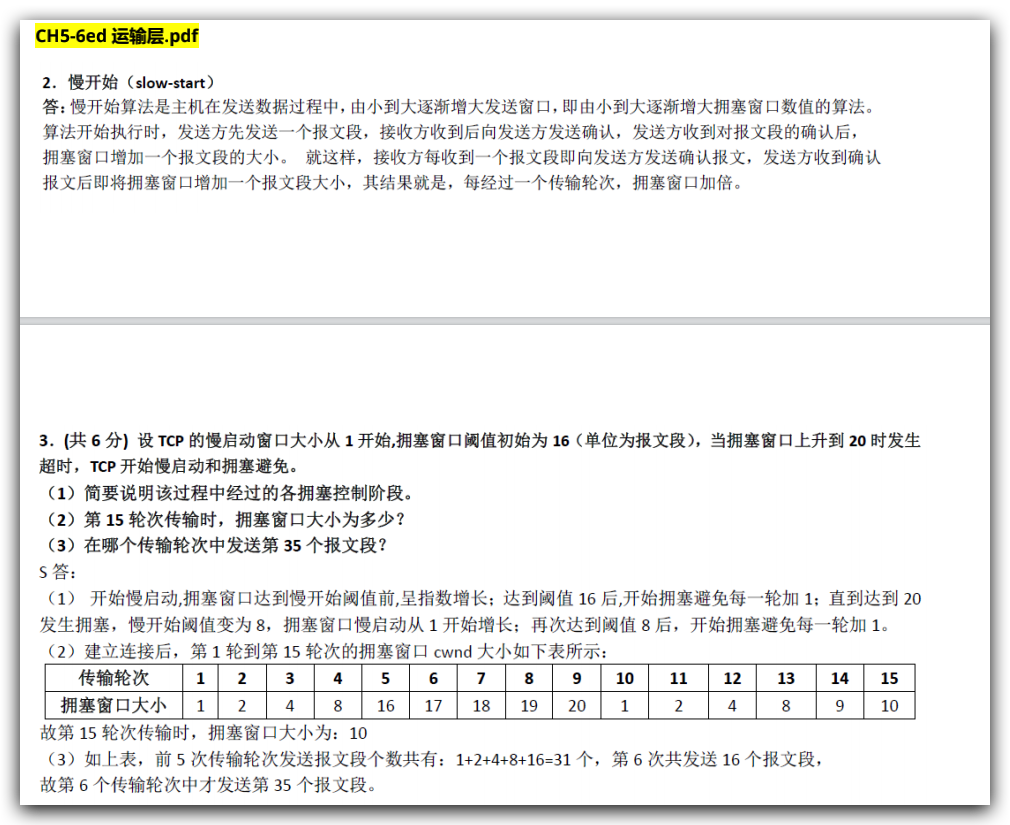 CH5-6ed 运输层.pdf
2．慢开始（slow-start）
答：慢开始算法是主机在发送数据过程中，由小到大逐渐增大发送窗口，即由小到大逐渐增大拥塞窗口数值的算法。
算法开始执行时，发送方先发送一个报文段，接收方收到后向发送方发送确认，发送方收到对报文段的确认后，
拥塞窗口增加一个报文段的大小。 就这样，接收方每收到一个报文段即向发送方发送确认报文，发送方收到确认
报文后即将拥塞窗口增加一个报文段大小，其结果就是，每经过一个传输轮次，拥塞窗口加倍。
3．(共 6 分) 设 TCP 的慢启动窗口大小从 1 开始,拥塞窗口阈值初始为 16（单位为报文段），当拥塞窗口上升到 20 时发生
超时，TCP 开始慢启动和拥塞避免。
（1）简要说明该过程中经过的各拥塞控制阶段。
（2）第 15 轮次传输时，拥塞窗口大小为多少？
（3）在哪个传输轮次中发送第 35 个报文段？
S 答：
（1） 开始慢启动,拥塞窗口达到慢开始阈值前,呈指数增长；达到阈值 16 后,开始拥塞避免每一轮加 1；直到达到 20
发生拥塞，慢开始阈值变为 8，拥塞窗口慢启动从 1 开始增长；再次达到阈值 8 后，开始拥塞避免每一轮加 1。
（2）建立连接后，第 1 轮到第 15 轮次的拥塞窗口 cwnd 大小如下表所示：
传输轮次 1 2 3 4 5 6 7 8 9 10 11 12 13 14 15
拥塞窗口大小 1 2 4 8 16 17 18 19 20 1 2 4 8 9 10
故第 15 轮次传输时，拥塞窗口大小为：10
（3）如上表，前 5 次传输轮次发送报文段个数共有：1+2+4+8+16=31 个，第 6 次共发送 16 个报文段，
故第 6 个传输轮次中才发送第 35 个报文段。